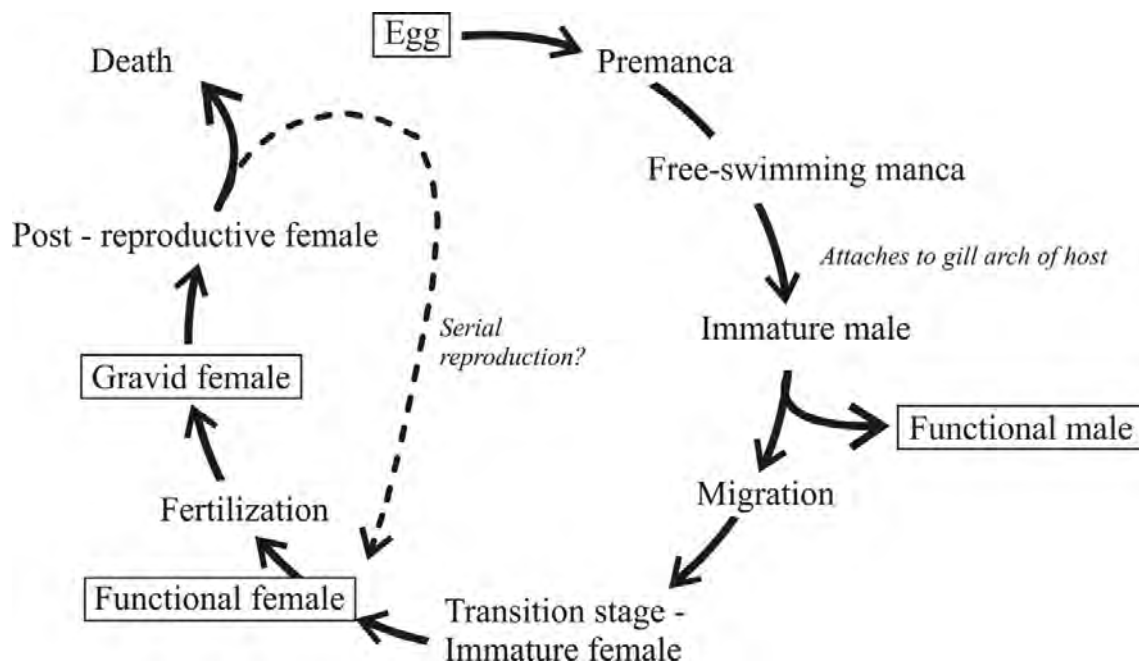 Egg
Premanca
Free-swimming manca
Attaches to gill arch of host
Immature male
Functional male
Migration
Transition stage -
Immature female
Functional female
Fertilization
Gravid female
Post - reproductive female
Death
Serial
reproduction?